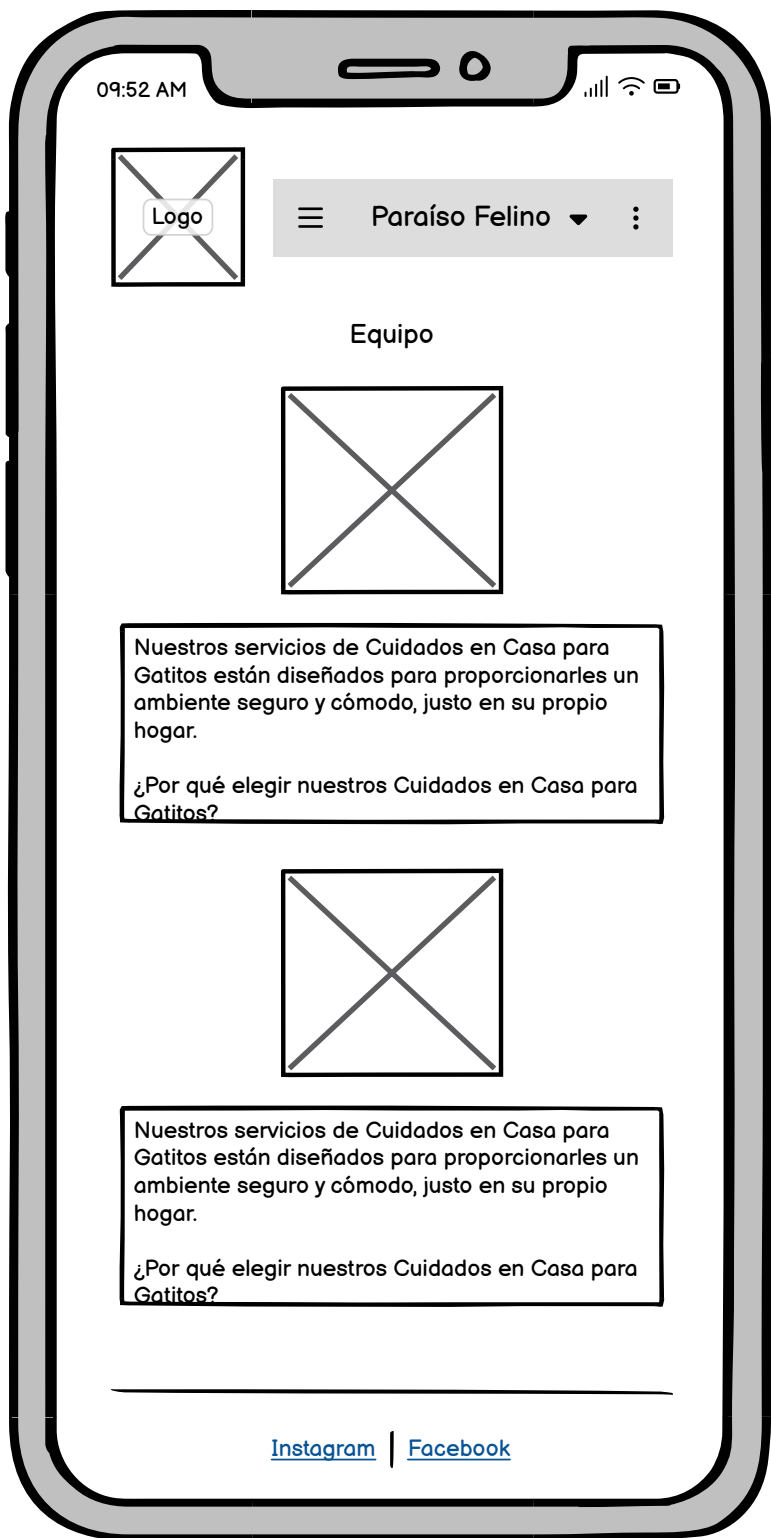 09:52 AM
Logo
Paraíso Felino
Equipo
Nuestros servicios de Cuidados en Casa para
Gatitos están diseñados para proporcionarles un
ambiente seguro y cómodo, justo en su propio
hogar.
¿Por qué elegir nuestros Cuidados en Casa para
Gatitos?
Nuestros servicios de Cuidados en Casa para
Gatitos están diseñados para proporcionarles un
ambiente seguro y cómodo, justo en su propio
hogar.
¿Por qué elegir nuestros Cuidados en Casa para
Gatitos?
Instagram | Facebook